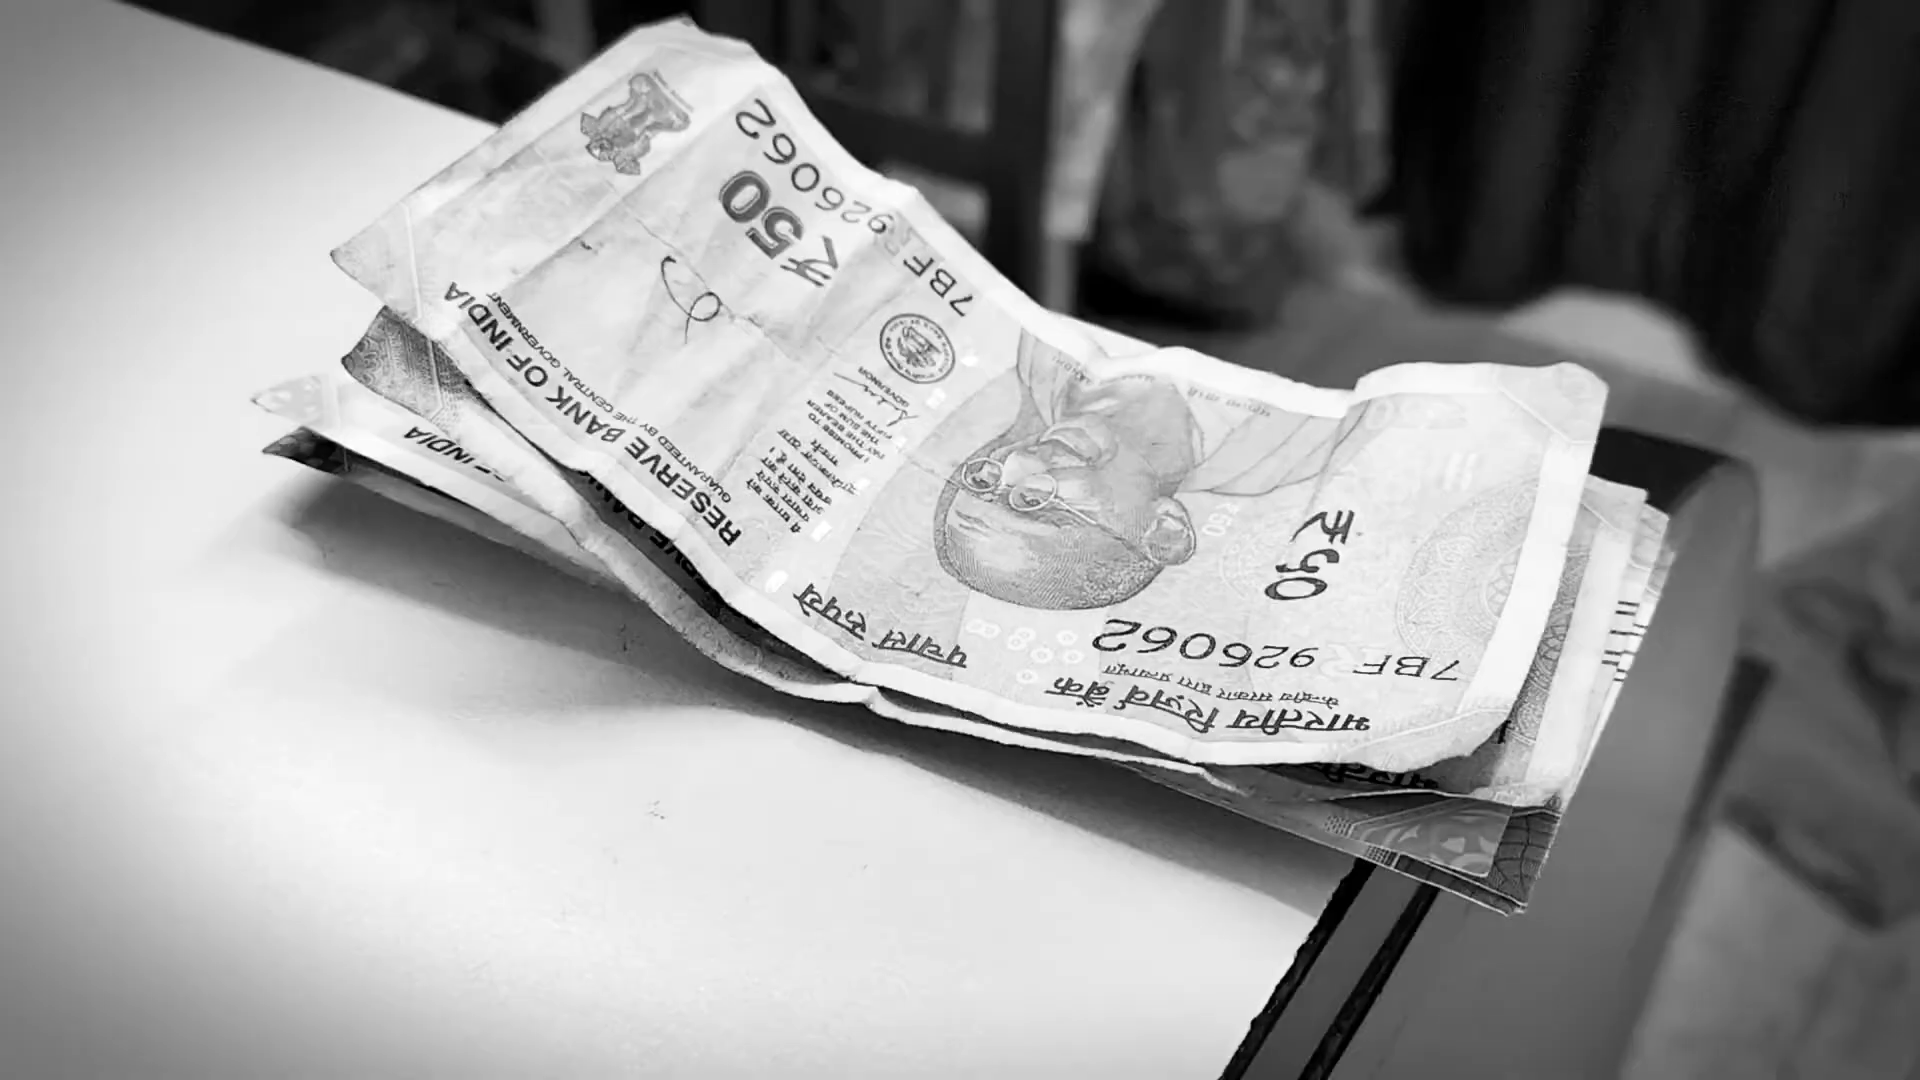 भारतीय रिज़र्व बैंक
केन्द्रीय सरकार द्वारा प्रत्याभूत
7BF 926062
₹५०
पचास रुपये
RESERVE BANK OF INDIA
GUARANTEED BY THE CENTRAL GOVERNMENT
I PROMISE TO
PAY THE BEARER
THE SUM OF
FIFTY RUPEES
GOVERNOR
7BF 926062
₹50
INDIA